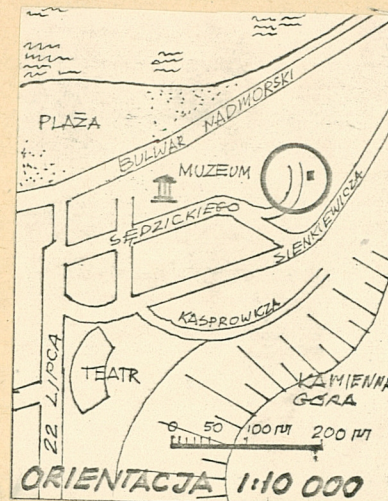 PLAŻA
BULWAR NADMORSKI
MUZEUM
SĘDZICKIEGO
SIENKIEWICZA
KASPROWICZA
TEATR
22 LIPCA
KAMIENNA
GÓRA
0 50 100 m 200 m
ORIENTACJA 1:10 000